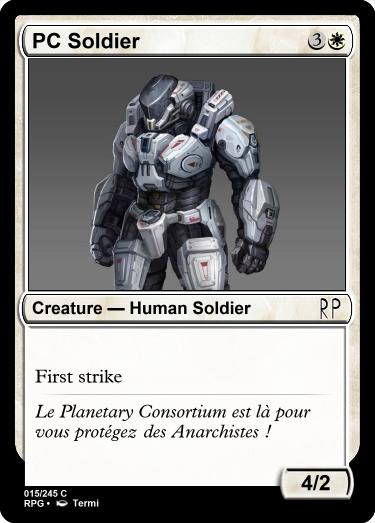 PC Soldier 3
Creature — Human Soldier RP
First strike
Le Planetary Consortium est là pour
vous protégez des Anarchistes !
4/2
015/245 C
RPG • Termi